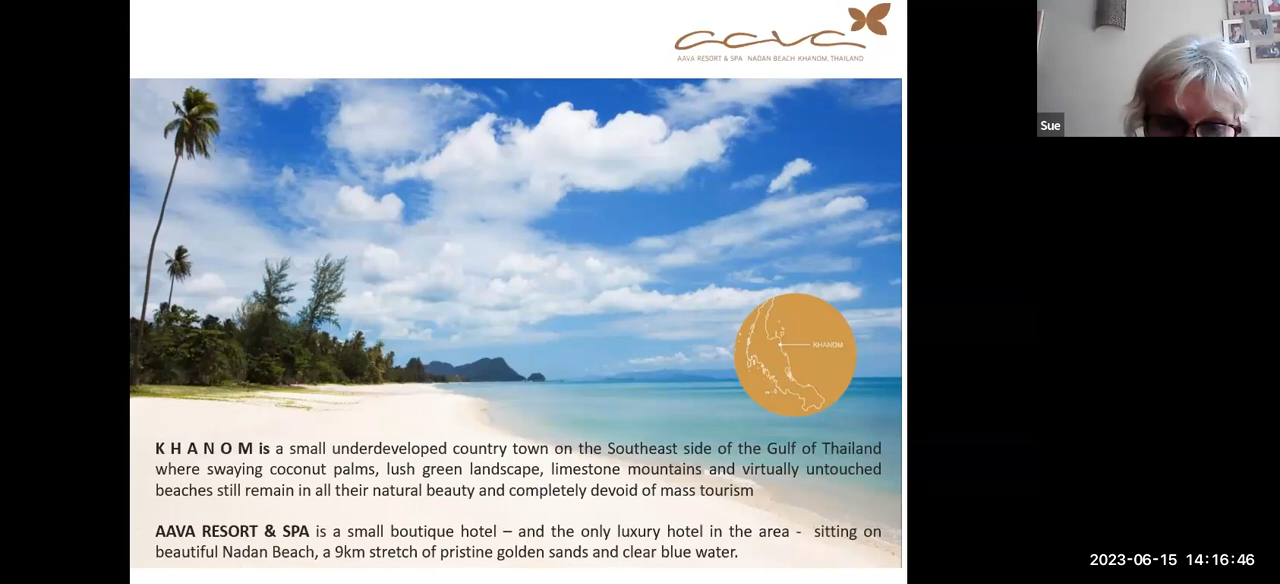 aava
AAVA RESORT & SPA NADAN BEACH KHANOM, THAILAND
Sue
KHANOM
K H A N O M is a small underdeveloped country town on the Southeast side of the Gulf of Thailand
where swaying coconut palms, lush green landscape, limestone mountains and virtually untouched
beaches still remain in all their natural beauty and completely devoid of mass tourism
AAVA RESORT & SPA is a small boutique hotel – and the only luxury hotel in the area - sitting on
beautiful Nadan Beach, a 9km stretch of pristine golden sands and clear blue water.
2023-06-15 14:16:46